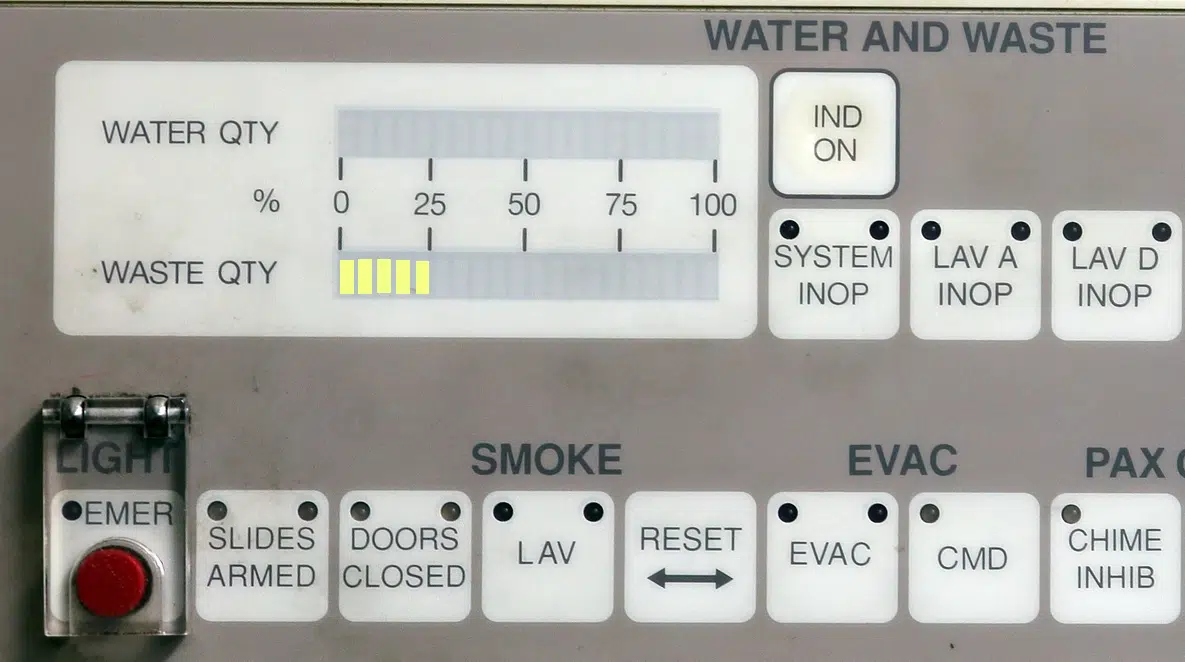 WATER AND WASTE
WATER QTY
% 0 25 50 75 100
WASTE QTY
IND
ON
SYSTEM
INOP
LAV A
INOP
LAV D
INOP
LIGHT
EMER
SLIDES
ARMED
DOORS
CLOSED
SMOKE
LAV
RESET
EVAC
EVAC
CMD
PAX
CHIME
INHIB